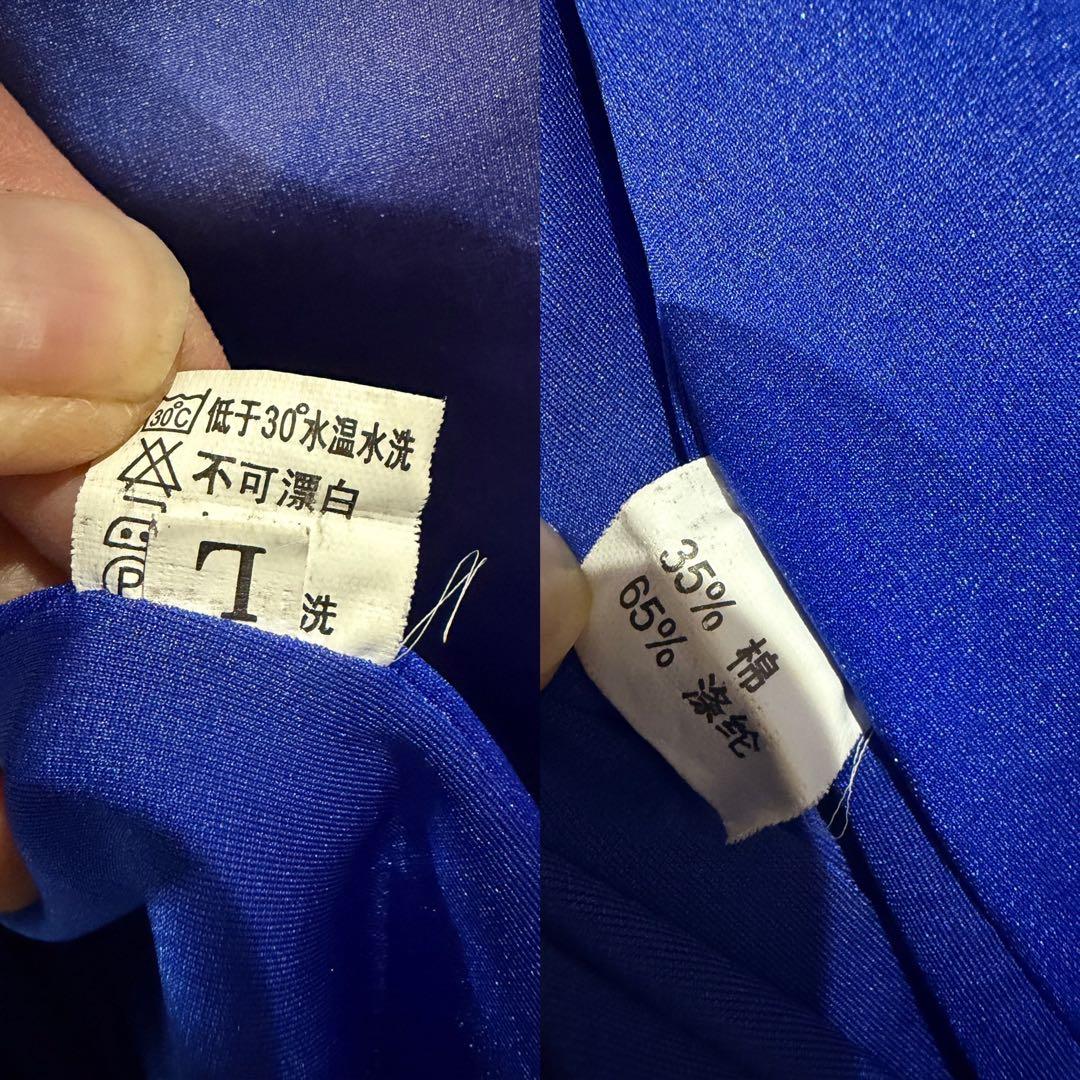 30°C 低于30°水温水洗
不可漂白
P L 洗
35% 棉
65% 涤纶